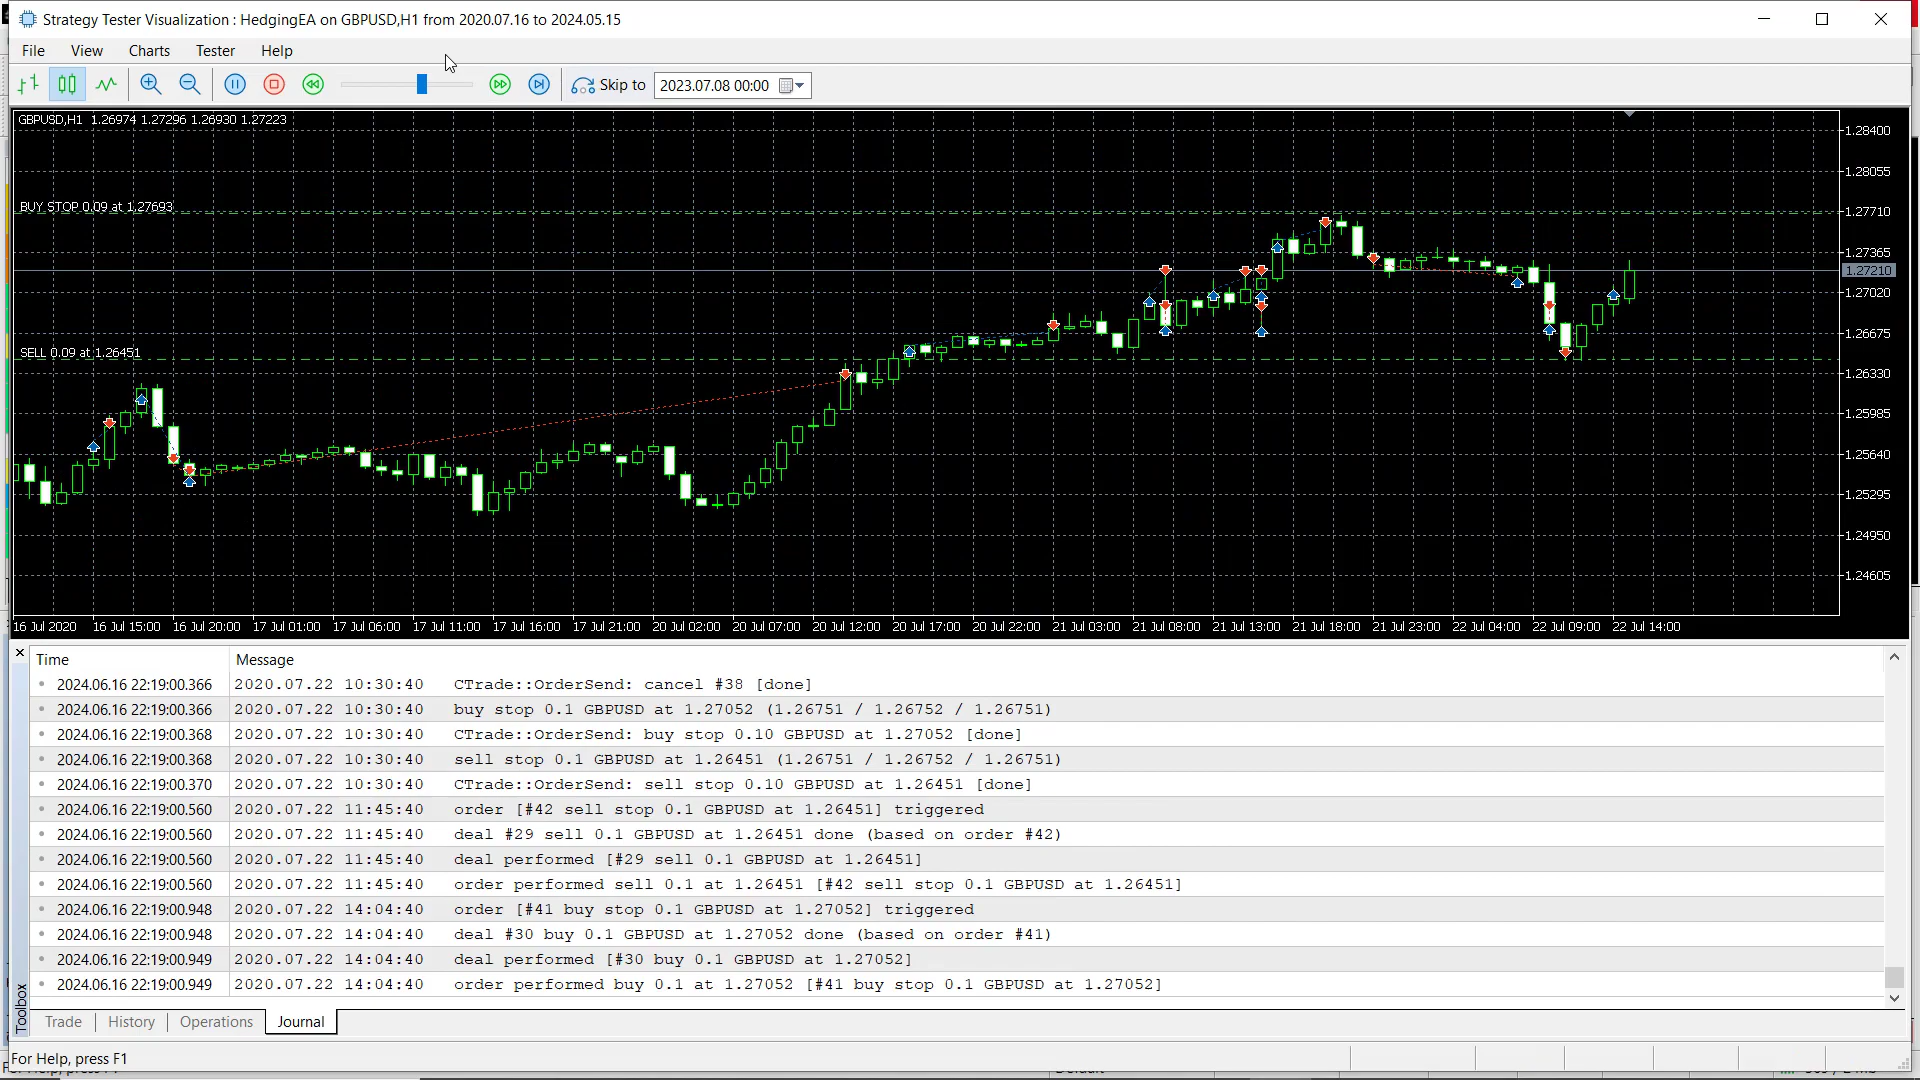 Strategy Tester Visualization : HedgingEA on GBPUSD,H1 from 2020.07.16 to 2024.05.15
File View Charts Tester Help
Skip to 2023.07.08 00:00
GBPUSD,H1 1.26974 1.27296 1.26930 1.27223
1.28400
1.28055
BUY STOP 0.09 at 1.27693
1.27710
1.27365
1.27210
1.27020
1.26675
SELL 0.09 at 1.26451
1.26330
1.25985
1.25640
1.25295
1.24950
1.24605
16 Jul 2020 16 Jul 15:00 16 Jul 20:00 17 Jul 01:00 17 Jul 06:00 17 Jul 11:00 17 Jul 16:00 17 Jul 21:00 20 Jul 02:00 20 Jul 07:00 20 Jul 12:00 20 Jul 17:00 20 Jul 22:00 21 Jul 03:00 21 Jul 08:00 21 Jul 13:00 21 Jul 18:00 21 Jul 23:00 22 Jul 04:00 22 Jul 09:00 22 Jul 14:00
Time Message
2024.06.16 22:19:00.366 2020.07.22 10:30:40 CTrade::OrderSend: cancel #38 [done]
2024.06.16 22:19:00.366 2020.07.22 10:30:40 buy stop 0.1 GBPUSD at 1.27052 (1.26751 / 1.26752 / 1.26751)
2024.06.16 22:19:00.368 2020.07.22 10:30:40 CTrade::OrderSend: buy stop 0.10 GBPUSD at 1.27052 [done]
2024.06.16 22:19:00.368 2020.07.22 10:30:40 sell stop 0.1 GBPUSD at 1.26451 (1.26751 / 1.26752 / 1.26751)
2024.06.16 22:19:00.370 2020.07.22 10:30:40 CTrade::OrderSend: sell stop 0.10 GBPUSD at 1.26451 [done]
2024.06.16 22:19:00.560 2020.07.22 11:45:40 order [#42 sell stop 0.1 GBPUSD at 1.26451] triggered
2024.06.16 22:19:00.560 2020.07.22 11:45:40 deal #29 sell 0.1 GBPUSD at 1.26451 done (based on order #42)
2024.06.16 22:19:00.560 2020.07.22 11:45:40 deal performed [#29 sell 0.1 GBPUSD at 1.26451]
2024.06.16 22:19:00.560 2020.07.22 11:45:40 order performed sell 0.1 at 1.26451 [#42 sell stop 0.1 GBPUSD at 1.26451]
2024.06.16 22:19:00.948 2020.07.22 14:04:40 order [#41 buy stop 0.1 GBPUSD at 1.27052] triggered
2024.06.16 22:19:00.948 2020.07.22 14:04:40 deal #30 buy 0.1 GBPUSD at 1.27052 done (based on order #41)
2024.06.16 22:19:00.949 2020.07.22 14:04:40 deal performed [#30 buy 0.1 GBPUSD at 1.27052]
2024.06.16 22:19:00.949 2020.07.22 14:04:40 order performed buy 0.1 at 1.27052 [#41 buy stop 0.1 GBPUSD at 1.27052]
Toolbox
Trade History Operations Journal
For Help, press F1